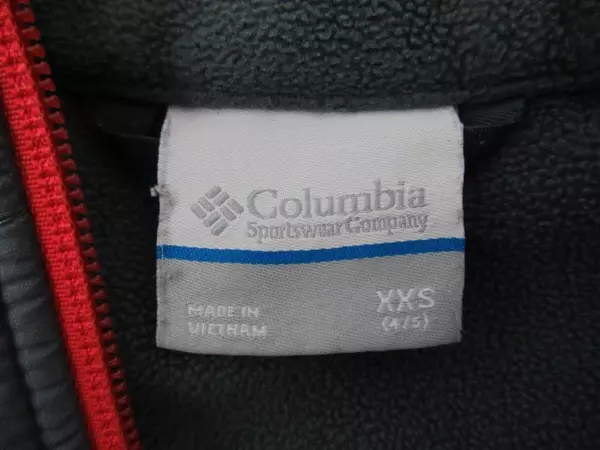 Columbia
Sportswear Company
MADE IN
VIETNAM
XXS
(4/5)